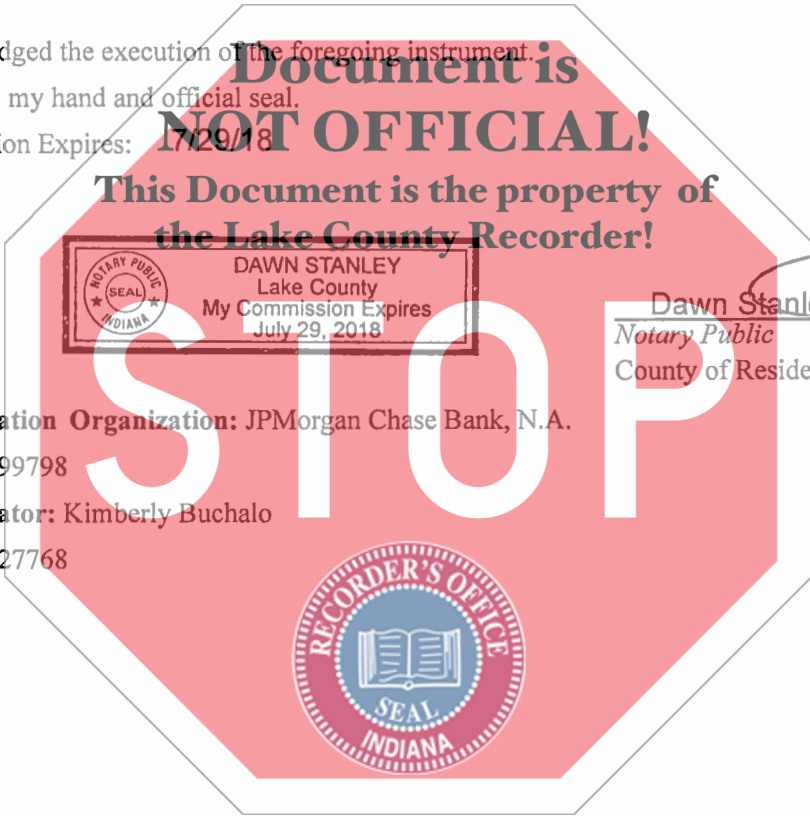 dged the execution of the foregoing instrument.
Document is
my hand and official seal.
NOT OFFICIAL!
ion Expires: 7/29/18
This Document is the property of
the Lake County Recorder!
NOTARY PUBLIC
SEAL
INDIANA
DAWN STANLEY
Lake County
My Commission Expires
July 29, 2018
Dawn Stanle
Notary Public
County of Reside
STOP
ation Organization: JPMorgan Chase Bank, N.A.
99798
ator: Kimberly Buchalo
27768
RECORDER'S OFFICE
SEAL
INDIANA